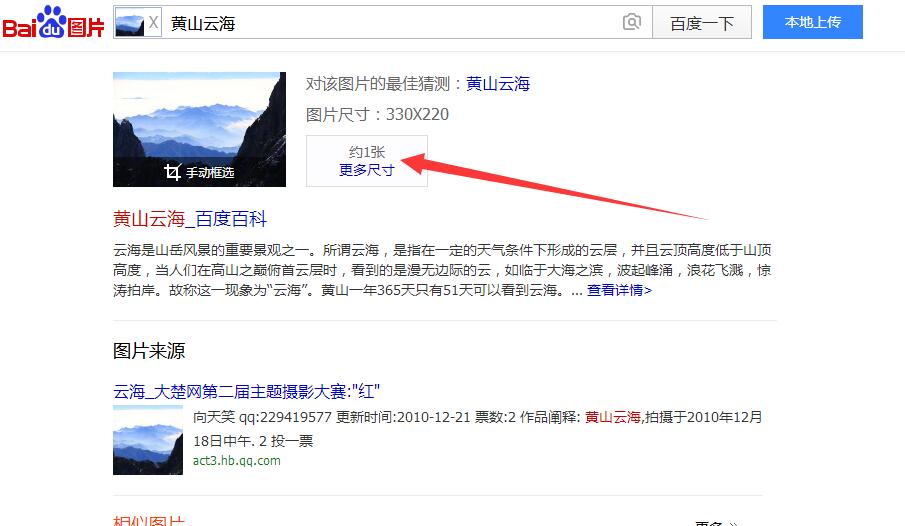 Bai du 图片
X 黄山云海
百度一下
本地上传
对该图片的最佳猜测：黄山云海
图片尺寸：330X220
约1张
更多尺寸
手动框选
黄山云海_百度百科
云海是山岳风景的重要景观之一。所谓云海，是指在一定的天气条件下形成的云层，并且云顶高度低于山顶
高度，当人们在高山之巅俯首云层时，看到的是漫无边际的云，如临于大海之滨，波起峰涌，浪花飞溅，惊
涛拍岸。故称这一现象为“云海”。黄山一年365天只有51天可以看到云海。... 查看详情>
图片来源
云海_大楚网第二届主题摄影大赛:"红"
向天笑 qq:229419577 更新时间:2010-12-21 票数:2 作品阐释: 黄山云海,拍摄于2010年12月
18日中午. 2 投一票
act3.hb.qq.com
相似图片
更多 >>